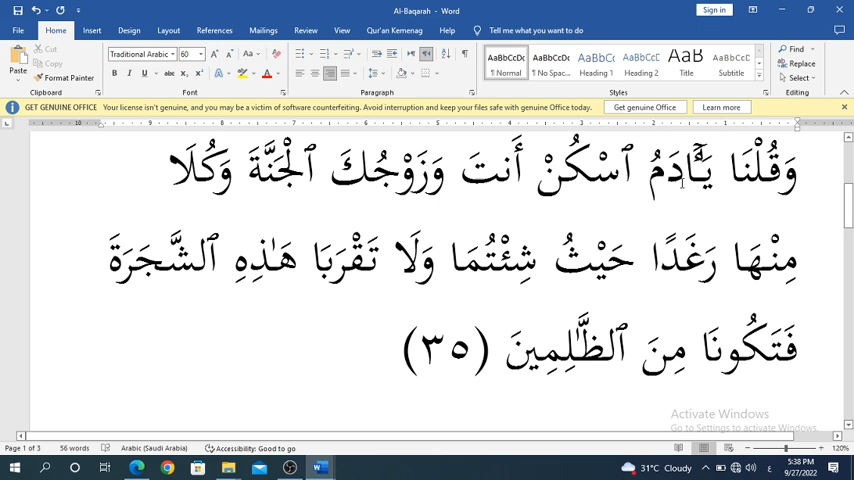 Al-Baqarah - Word
Sign in
File Home Insert Draw Design Layout References Mailings Review View Help Qur'an Kemenag Tell me what you want to do
Paste Cut Copy Format Painter Clipboard
Traditional Arabic 60 Font
Paragraph
AaBbCcDc AaBbCcDc AaBbCc AaBbCcC AaB AaBbCcD
¶ Normal ¶ No Spac... Heading 1 Heading 2 Title Subtitle Styles
Find Replace Select Editing
GET GENUINE OFFICE Your license isn't genuine, and you may be a victim of software counterfeiting. Avoid interruption and keep your files safe with genuine Office today. Get genuine Office Learn more
وَقُلْنَا يَـٰٓـَٔادَمُ ٱسْكُنْ أَنتَ وَزَوْجُكَ ٱلْجَنَّةَ وَكُلَا
مِنْهَا رَغَدًا حَيْثُ شِئْتُمَا وَلَا تَقْرَبَا هَـٰذِهِ ٱلشَّجَرَةَ
فَتَكُونَا مِنَ ٱلظَّـٰلِمِينَ (٣٥)
Activate Windows
Go to Settings to activate Windows.
Page 1 of 3 56 words Arabic (Saudi Arabia) Accessibility: Good to go 120%
31°C Cloudy ع 5:38 PM
9/27/2022